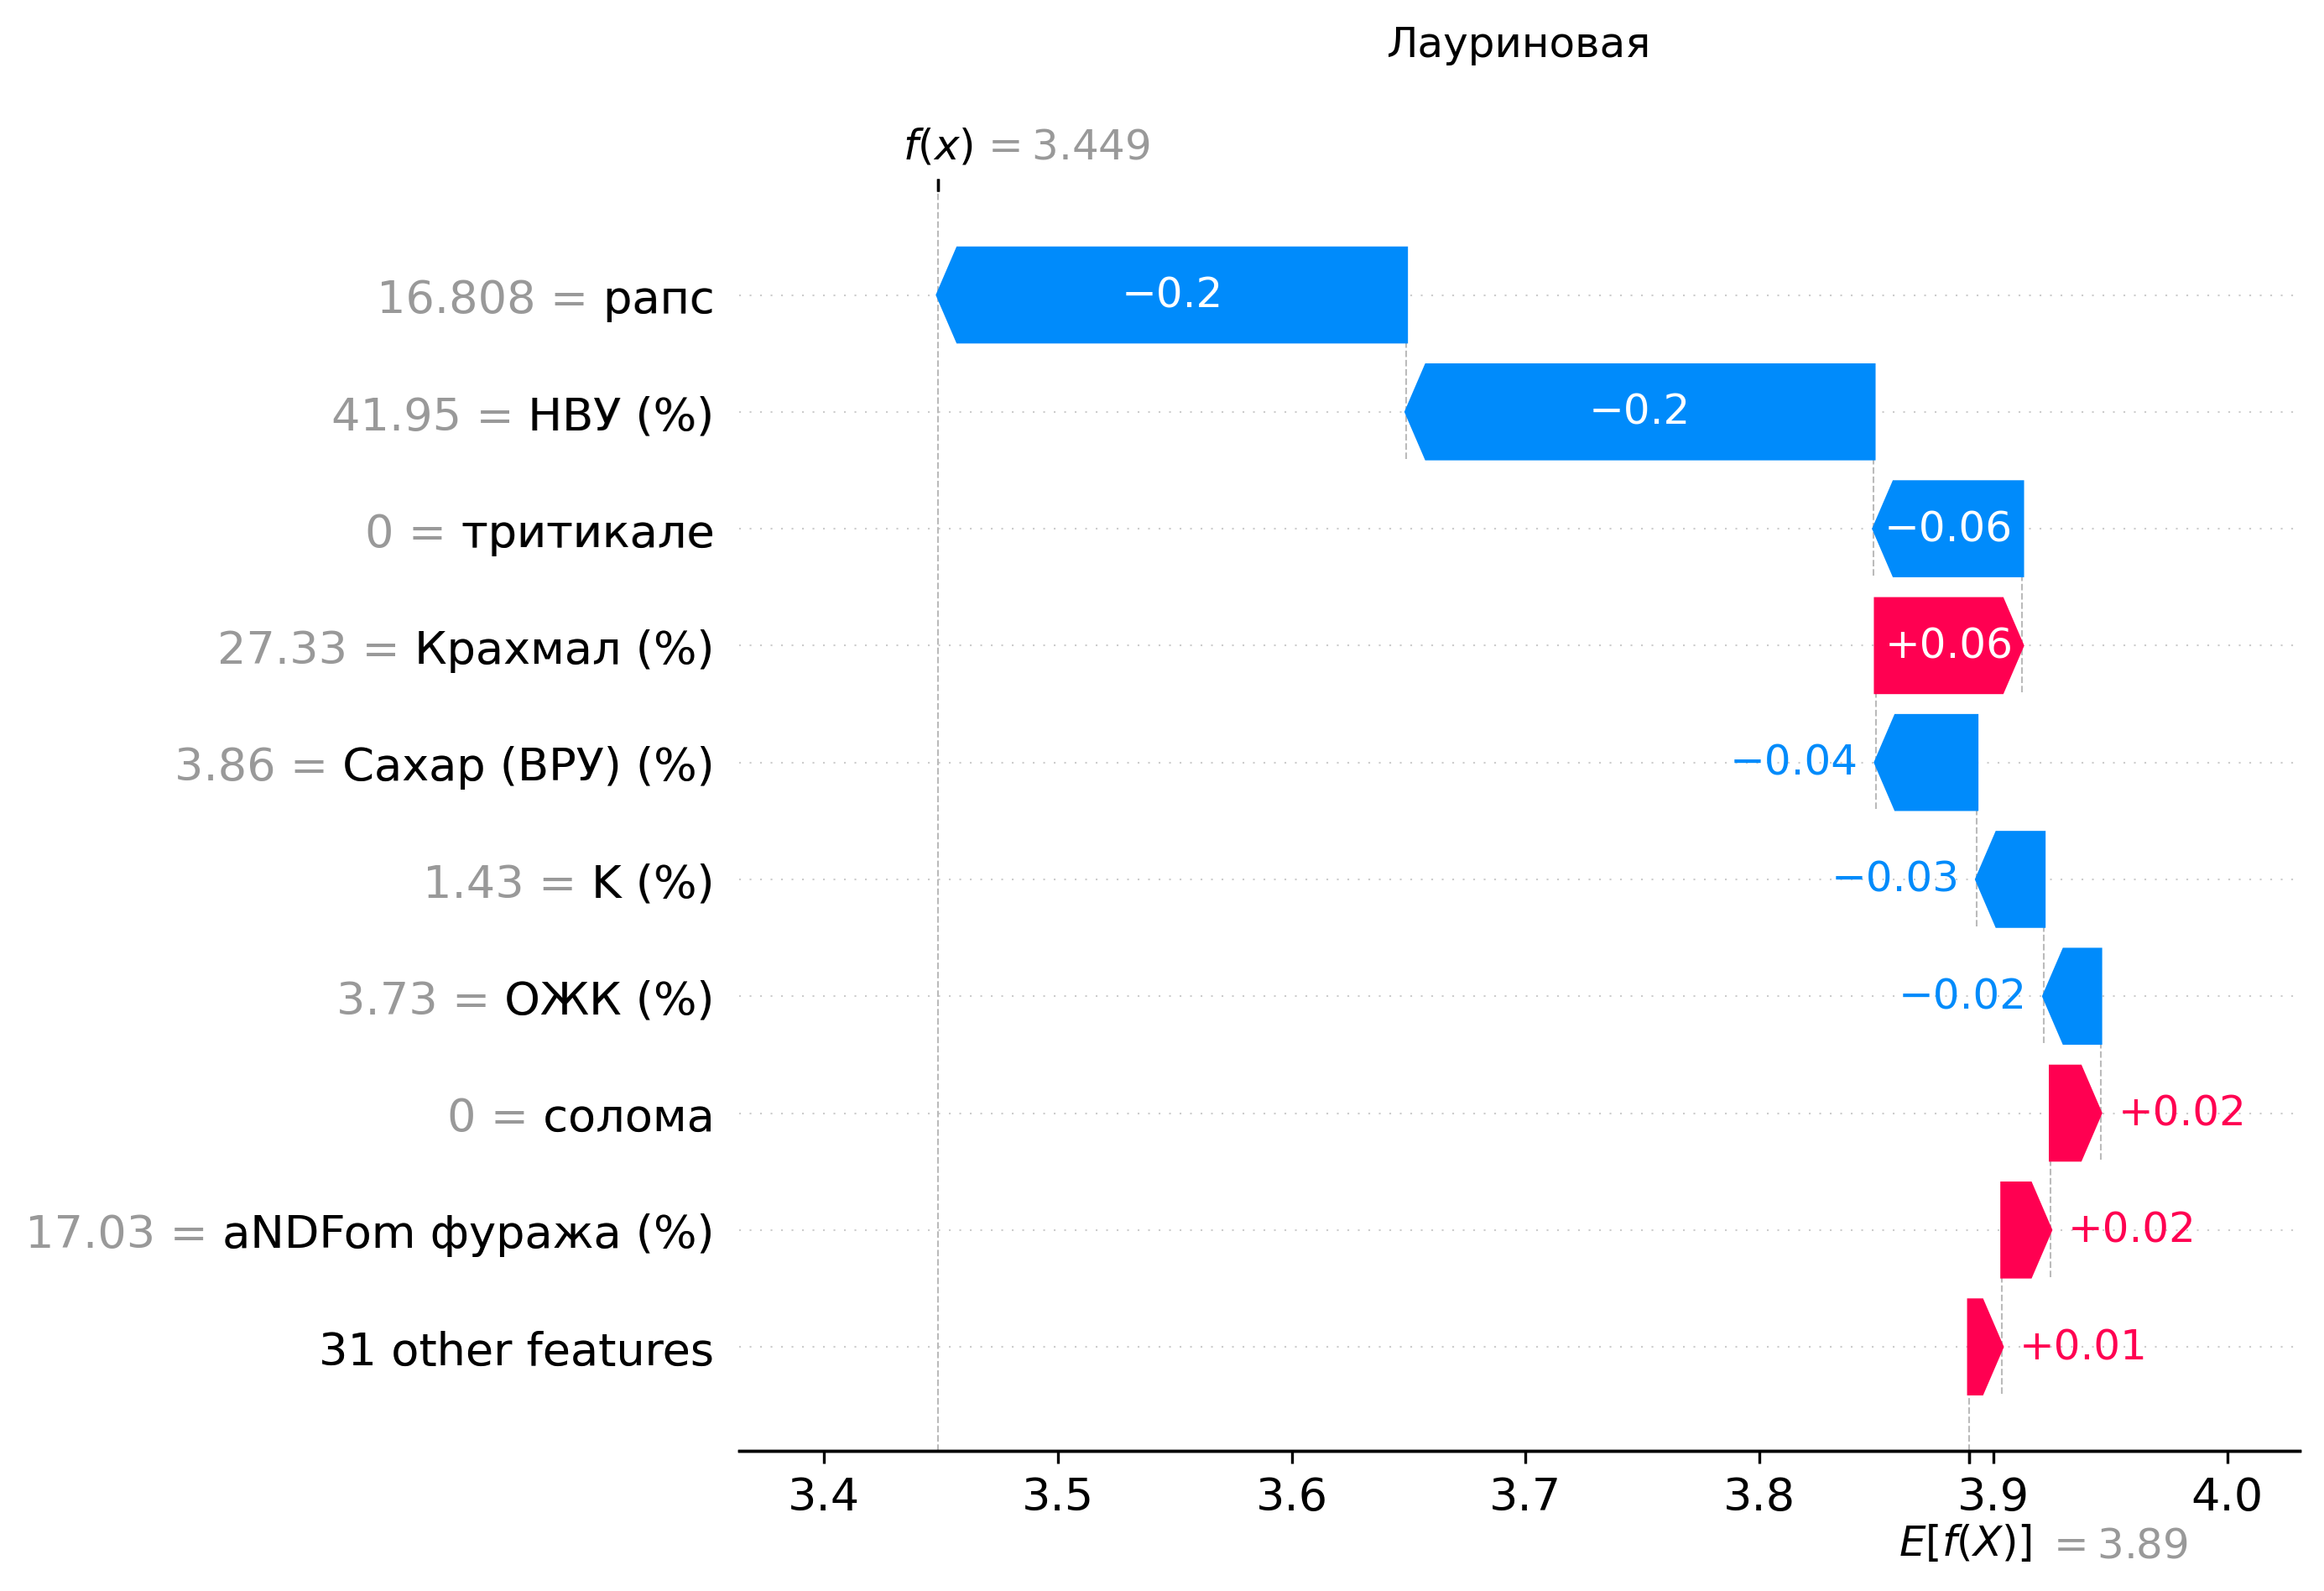 Лауриновая
f(x) = 3.449
16.808 = рапс
−0.2
41.95 = НВУ (%)
−0.2
0 = тритикале
−0.06
27.33 = Крахмал (%)
+0.06
3.86 = Сахар (ВРУ) (%)
−0.04
1.43 = K (%)
−0.03
3.73 = ОЖК (%)
−0.02
0 = солома
+0.02
17.03 = aNDFom фуража (%)
+0.02
31 other features
+0.01
3.4 3.5 3.6 3.7 3.8 3.9 4.0
E[f(X)] = 3.89